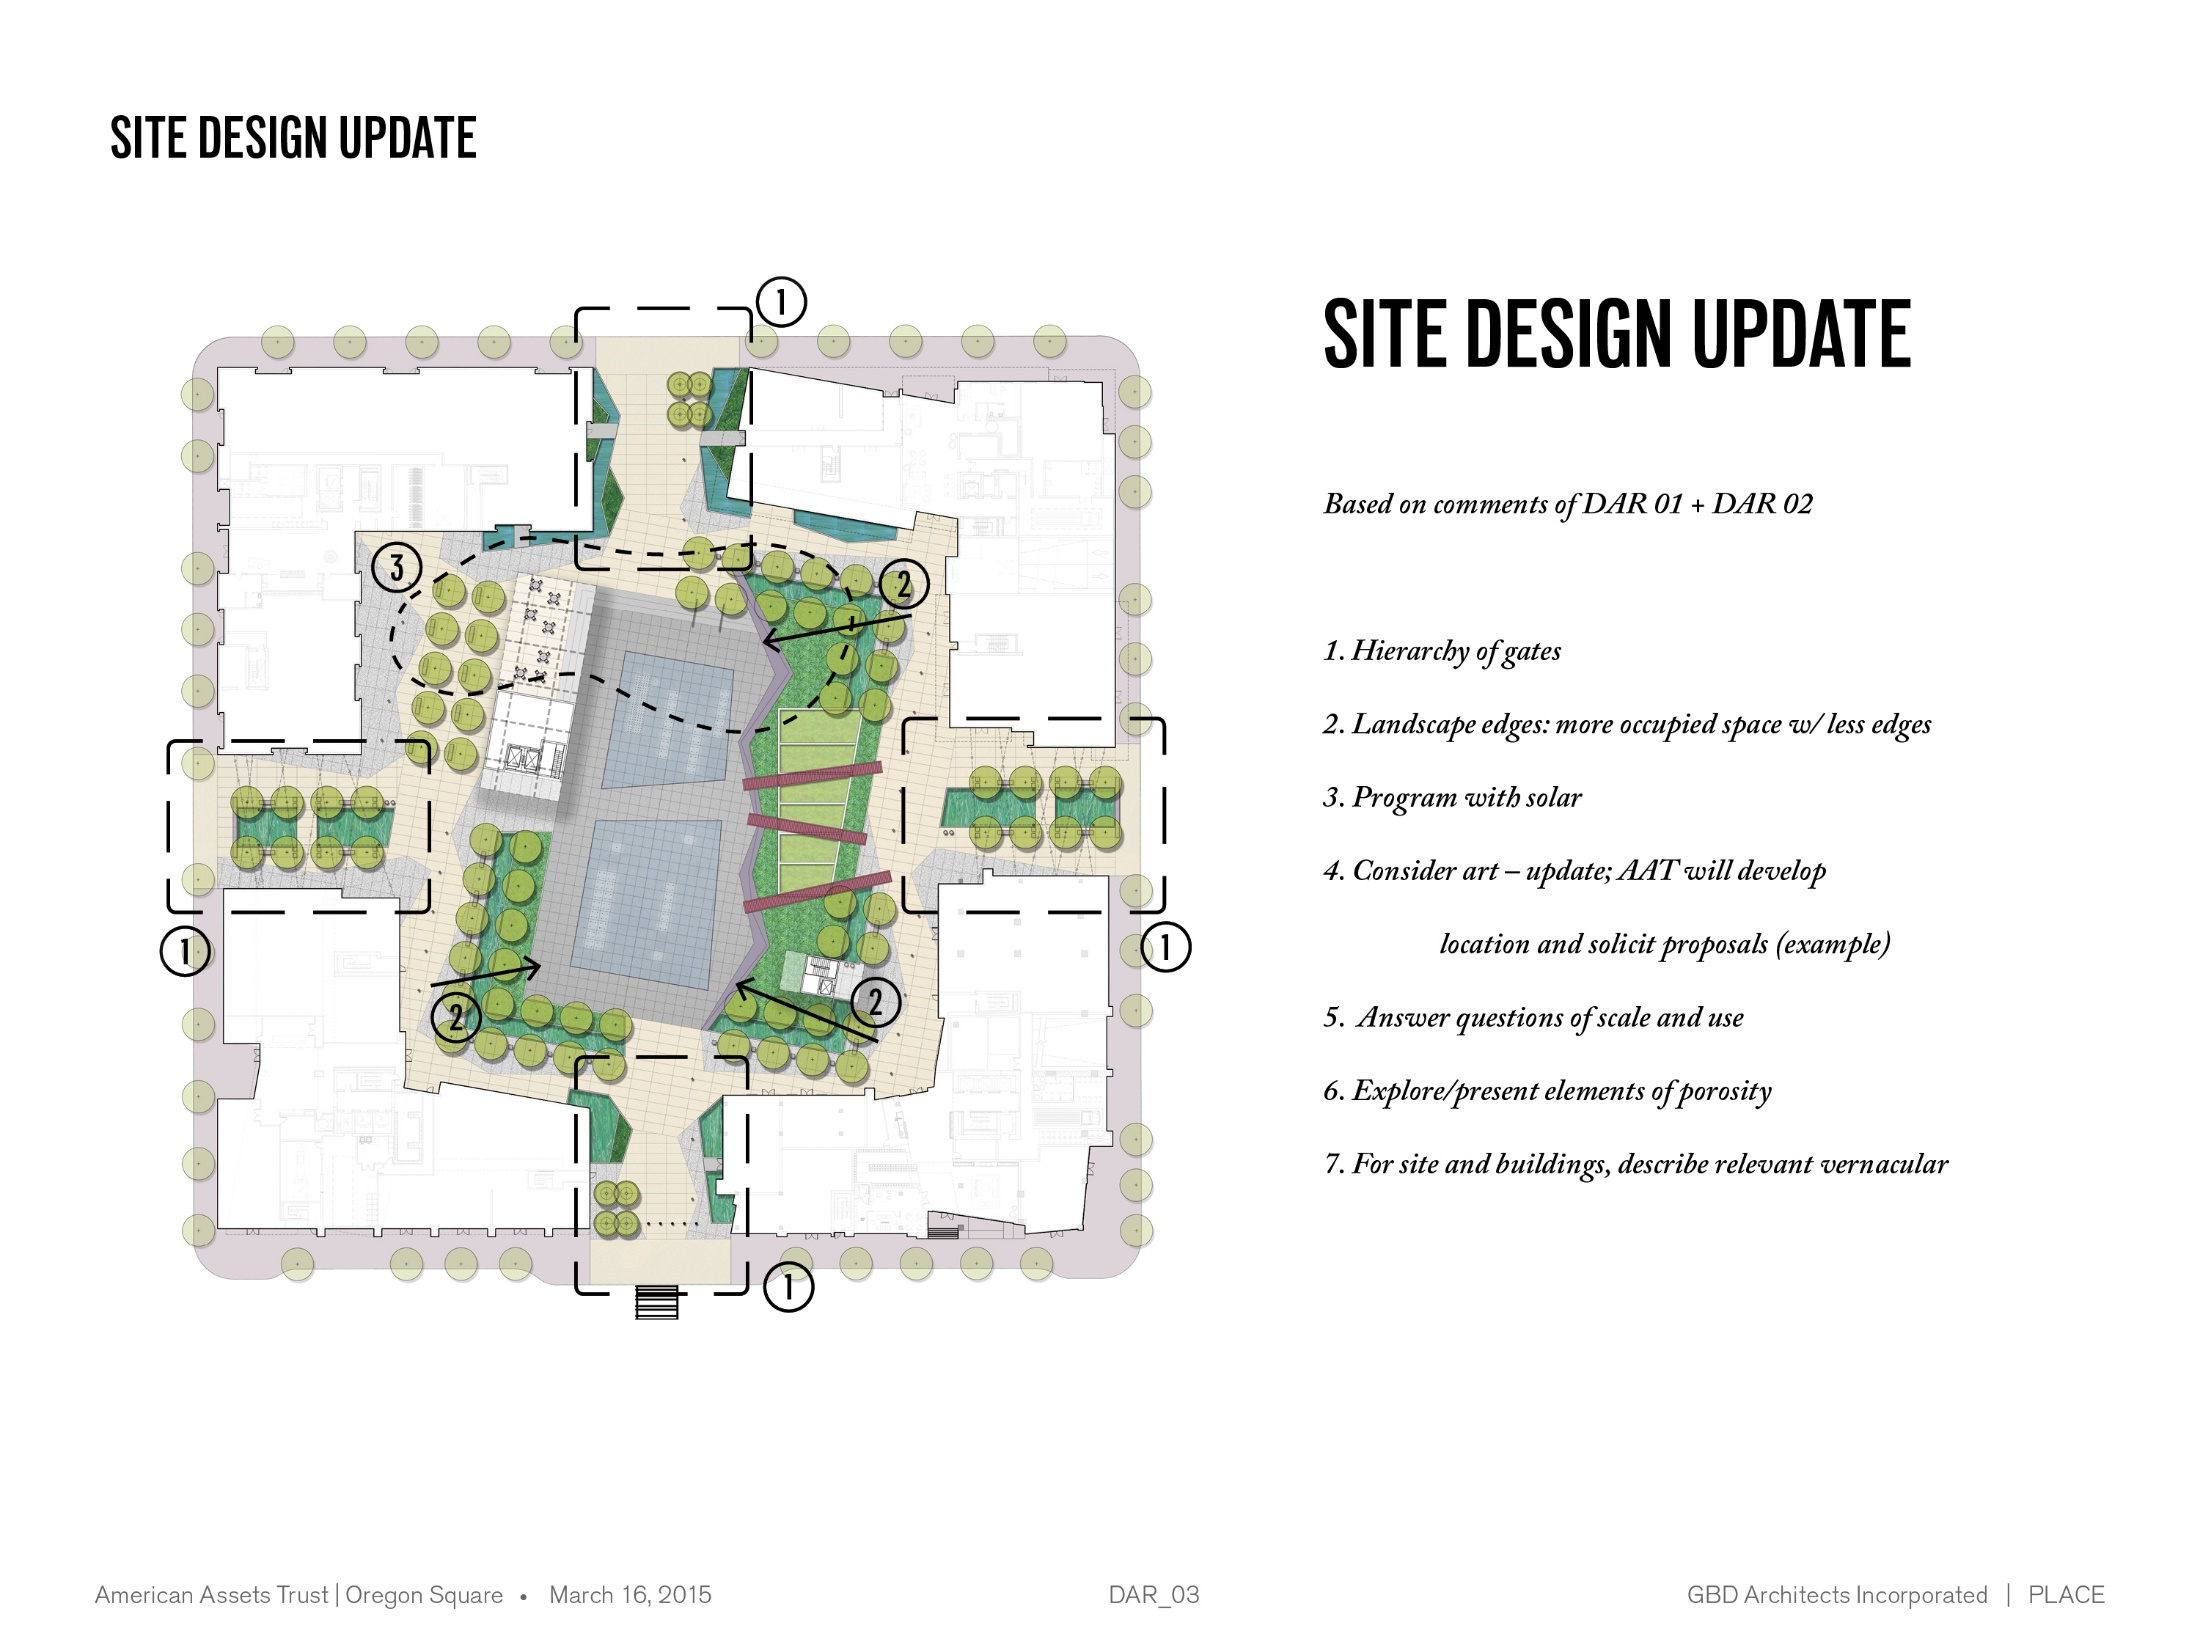 SITE DESIGN UPDATE
1
3
2
1
1
2
2
1
SITE DESIGN UPDATE
Based on comments of DAR 01 + DAR 02
1. Hierarchy of gates
2. Landscape edges: more occupied space w/ less edges
3. Program with solar
4. Consider art – update; AAT will develop
location and solicit proposals (example)
5. Answer questions of scale and use
6. Explore/present elements of porosity
7. For site and buildings, describe relevant vernacular
American Assets Trust | Oregon Square • March 16, 2015
DAR_03
GBD Architects Incorporated | PLACE